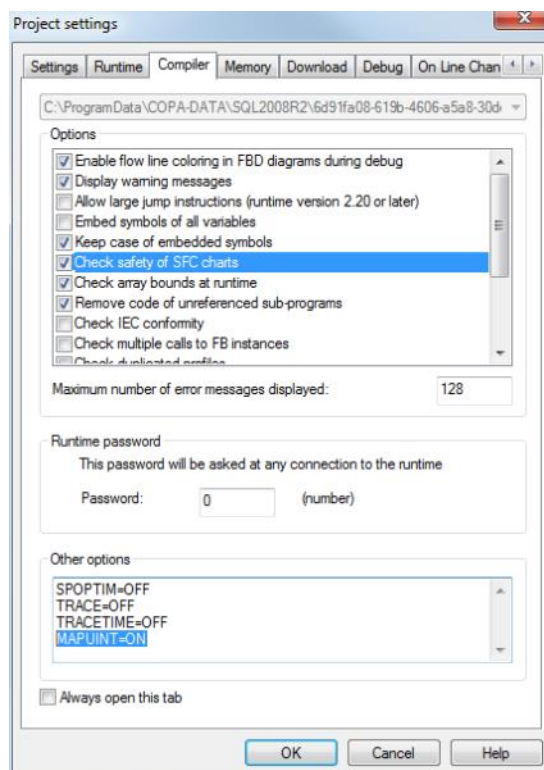 Project settings
Settings Runtime Compiler Memory Download Debug On Line Chan
C:\ProgramData\COPA-DATA\SQL2008R2\6d91fa08-619b-4606-a5a8-30d
Options
Enable flow line coloring in FBD diagrams during debug
Display warning messages
Allow large jump instructions (runtime version 2.20 or later)
Embed symbols of all variables
Keep case of embedded symbols
Check safety of SFC charts
Check array bounds at runtime
Remove code of unreferenced sub-programs
Check IEC conformity
Check multiple calls to FB instances
Check duplicated profiles
Maximum number of error messages displayed: 128
Runtime password
This password will be asked at any connection to the runtime
Password: 0 (number)
Other options
SPOPTIM=OFF
TRACE=OFF
TRACETIME=OFF
MAPUINT=ON
Always open this tab
OK Cancel Help